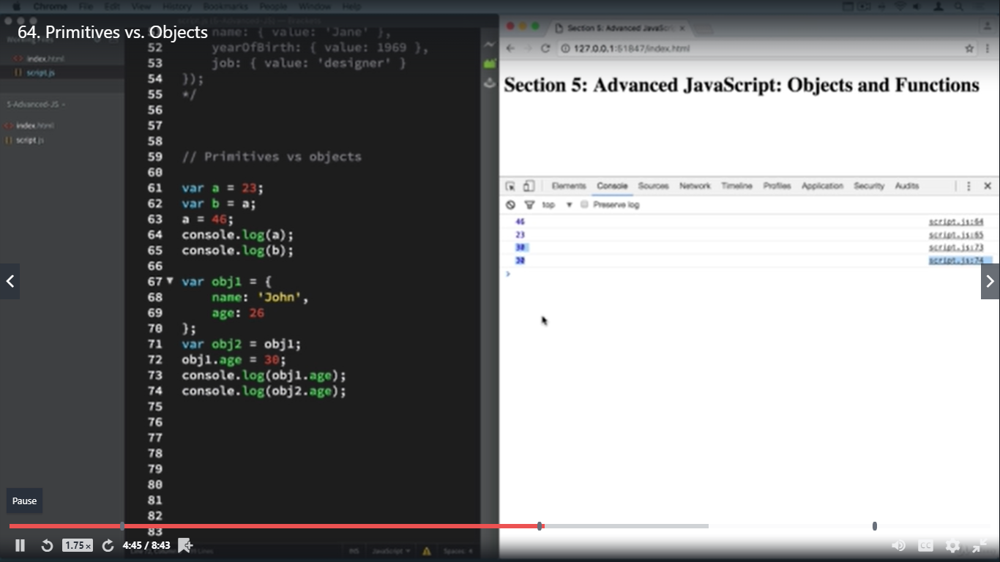 Chrome File Edit View History Bookmarks People Window Help
64. Primitives vs. Objects
index.html
script.js
5-Advanced-JS
index.html
script.js
51 name: { value: 'Jane' },
52 yearOfBirth: { value: 1969 },
53 job: { value: 'designer' }
54 });
55 */
56
57
58
59 // Primitives vs objects
60
61 var a = 23;
62 var b = a;
63 a = 46;
64 console.log(a);
65 console.log(b);
66
67 var obj1 = {
68 name: 'John',
69 age: 26
70 };
71 var obj2 = obj1;
72 obj1.age = 30;
73 console.log(obj1.age);
74 console.log(obj2.age);
75
76
77
78
79
80
81
82
83
INS JavaScript Spaces: 4
Section 5: Advanced JavaScr
127.0.0.1:51847/index.html
Section 5: Advanced JavaScript: Objects and Functions
Elements Console Sources Network Timeline Profiles Application Security Audits
top Preserve log
46 script.js:64
23 script.js:65
30 script.js:73
30 script.js:74
Pause
1.75x 4:45 / 8:43
CC